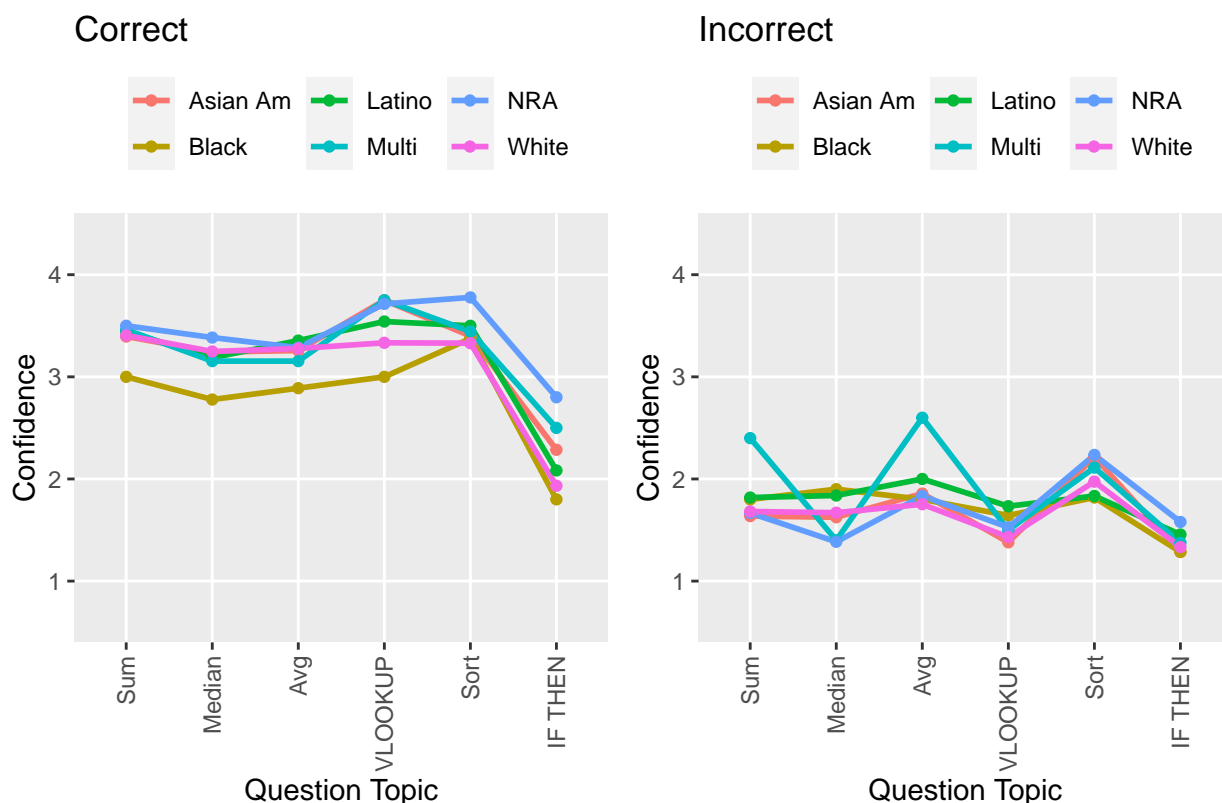 Correct
Asian Am
Latino
NRA
Black
Multi
White
4
3
2
1
Confidence
Sum
Median
Avg
VLOOKUP
Sort
IF THEN
Question Topic
Incorrect
Asian Am
Latino
NRA
Black
Multi
White
4
3
2
1
Confidence
Sum
Median
Avg
VLOOKUP
Sort
IF THEN
Question Topic